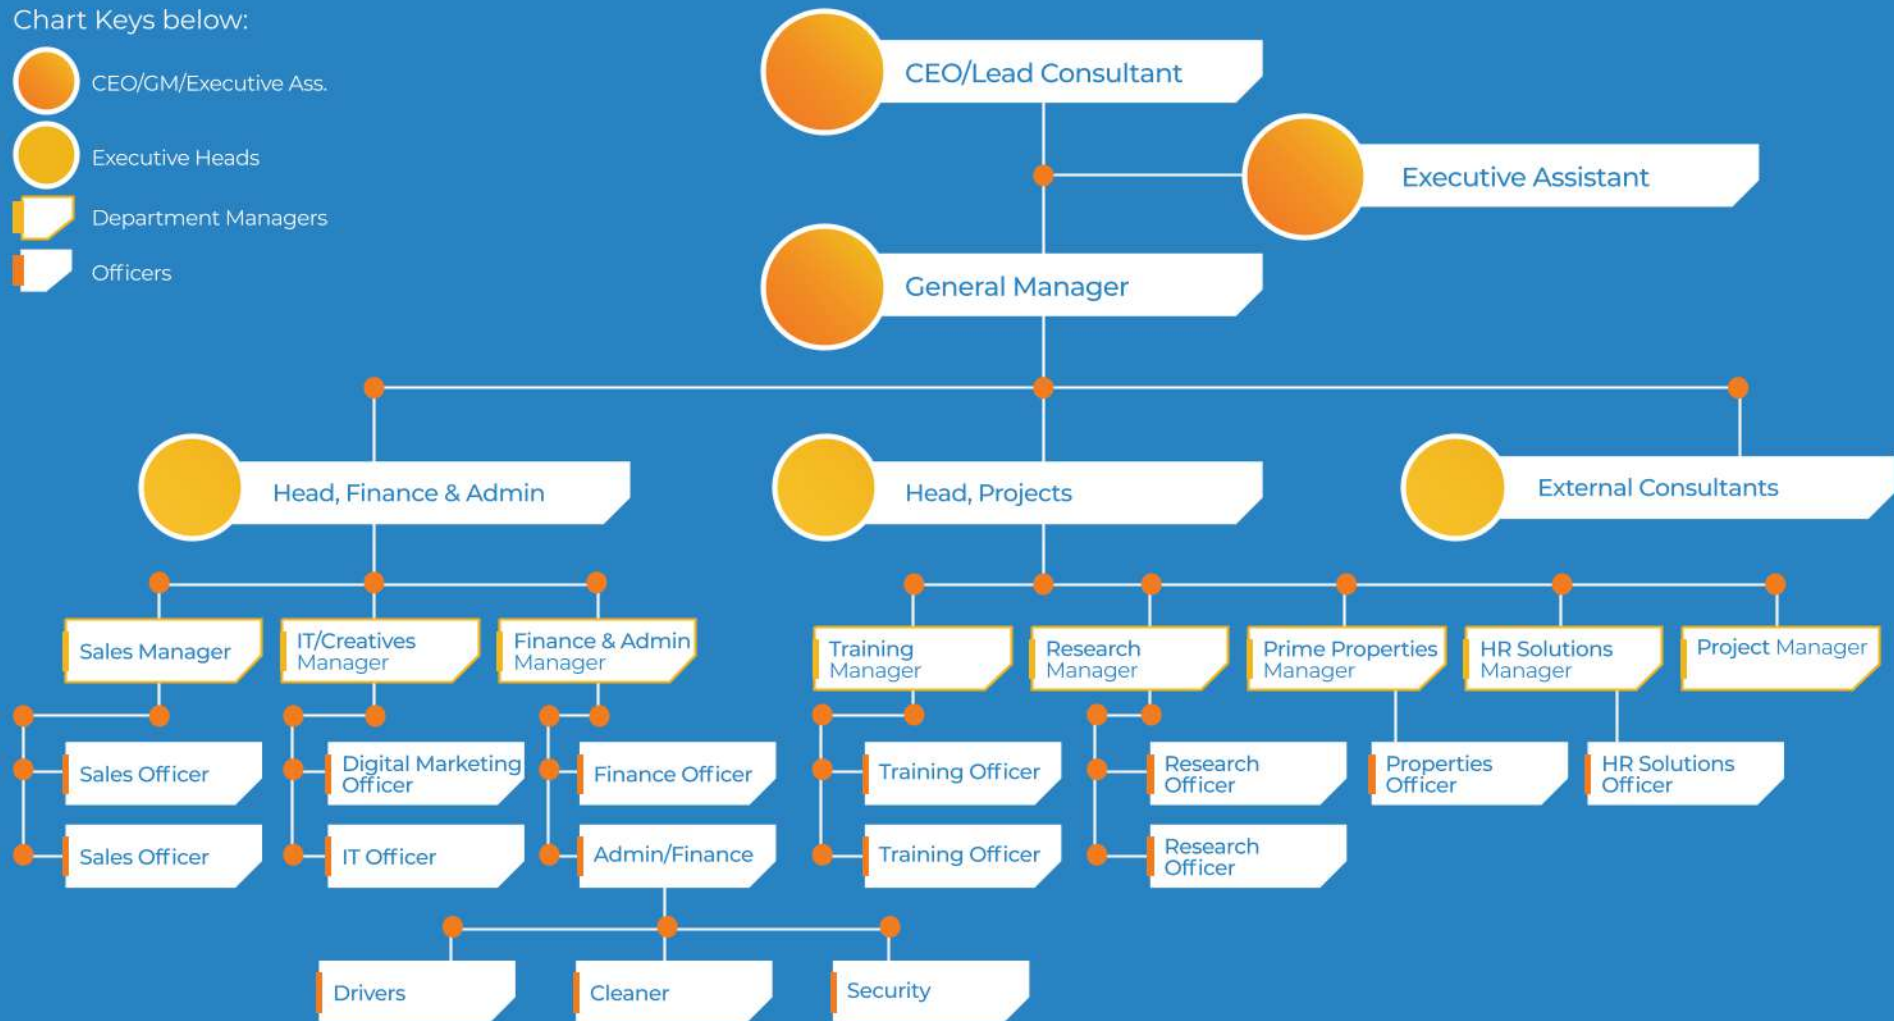 Chart Keys below:
CEO/GM/Executive Ass.
Executive Heads
Department Managers
Officers
CEO/Lead Consultant
Executive Assistant
General Manager
Head, Finance & Admin
Head, Projects
External Consultants
Sales Manager
IT/Creatives
Manager
Finance & Admin
Manager
Training
Manager
Research
Manager
Prime Properties
Manager
HR Solutions
Manager
Project Manager
Sales Officer
Digital Marketing
Officer
Finance Officer
Training Officer
Research
Officer
Properties
Officer
HR Solutions
Officer
Sales Officer
IT Officer
Admin/Finance
Training Officer
Research
Officer
Drivers
Cleaner
Security